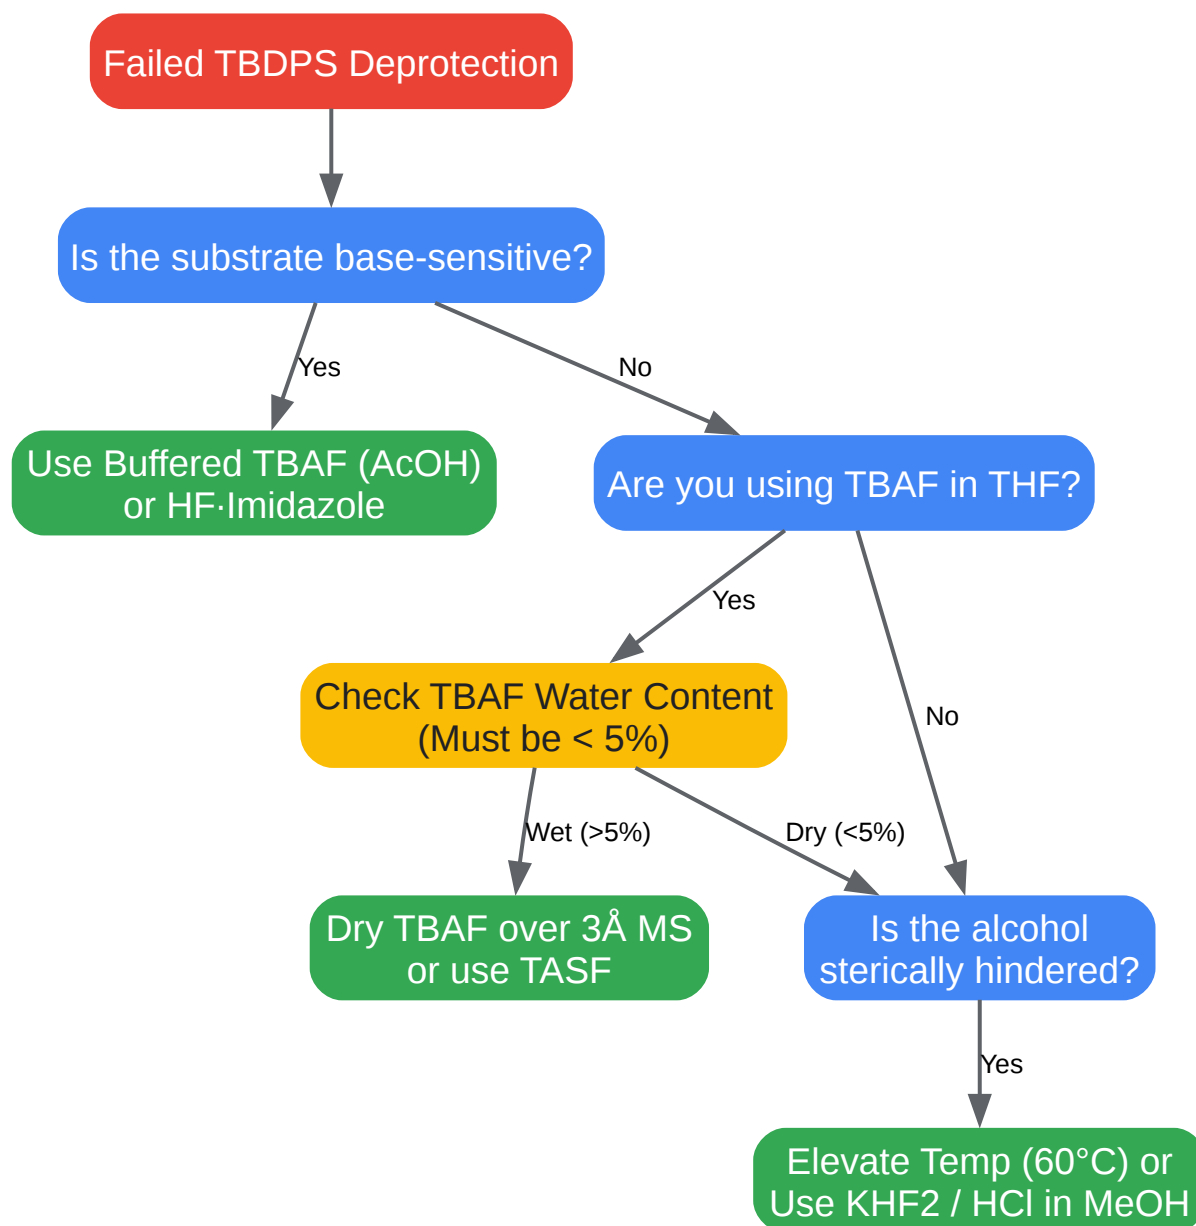 Failed TBDPS Deprotection
Is the substrate base-sensitive?
Yes
No
Use Buffered TBAF (AcOH)
or HF·Imidazole
Are you using TBAF in THF?
Yes
No
Check TBAF Water Content
(Must be < 5%)
Wet (>5%)
Dry (<5%)
Dry TBAF over 3Å MS
or use TASF
Is the alcohol
sterically hindered?
Yes
Elevate Temp (60°C) or
Use KHF2 / HCl in MeOH